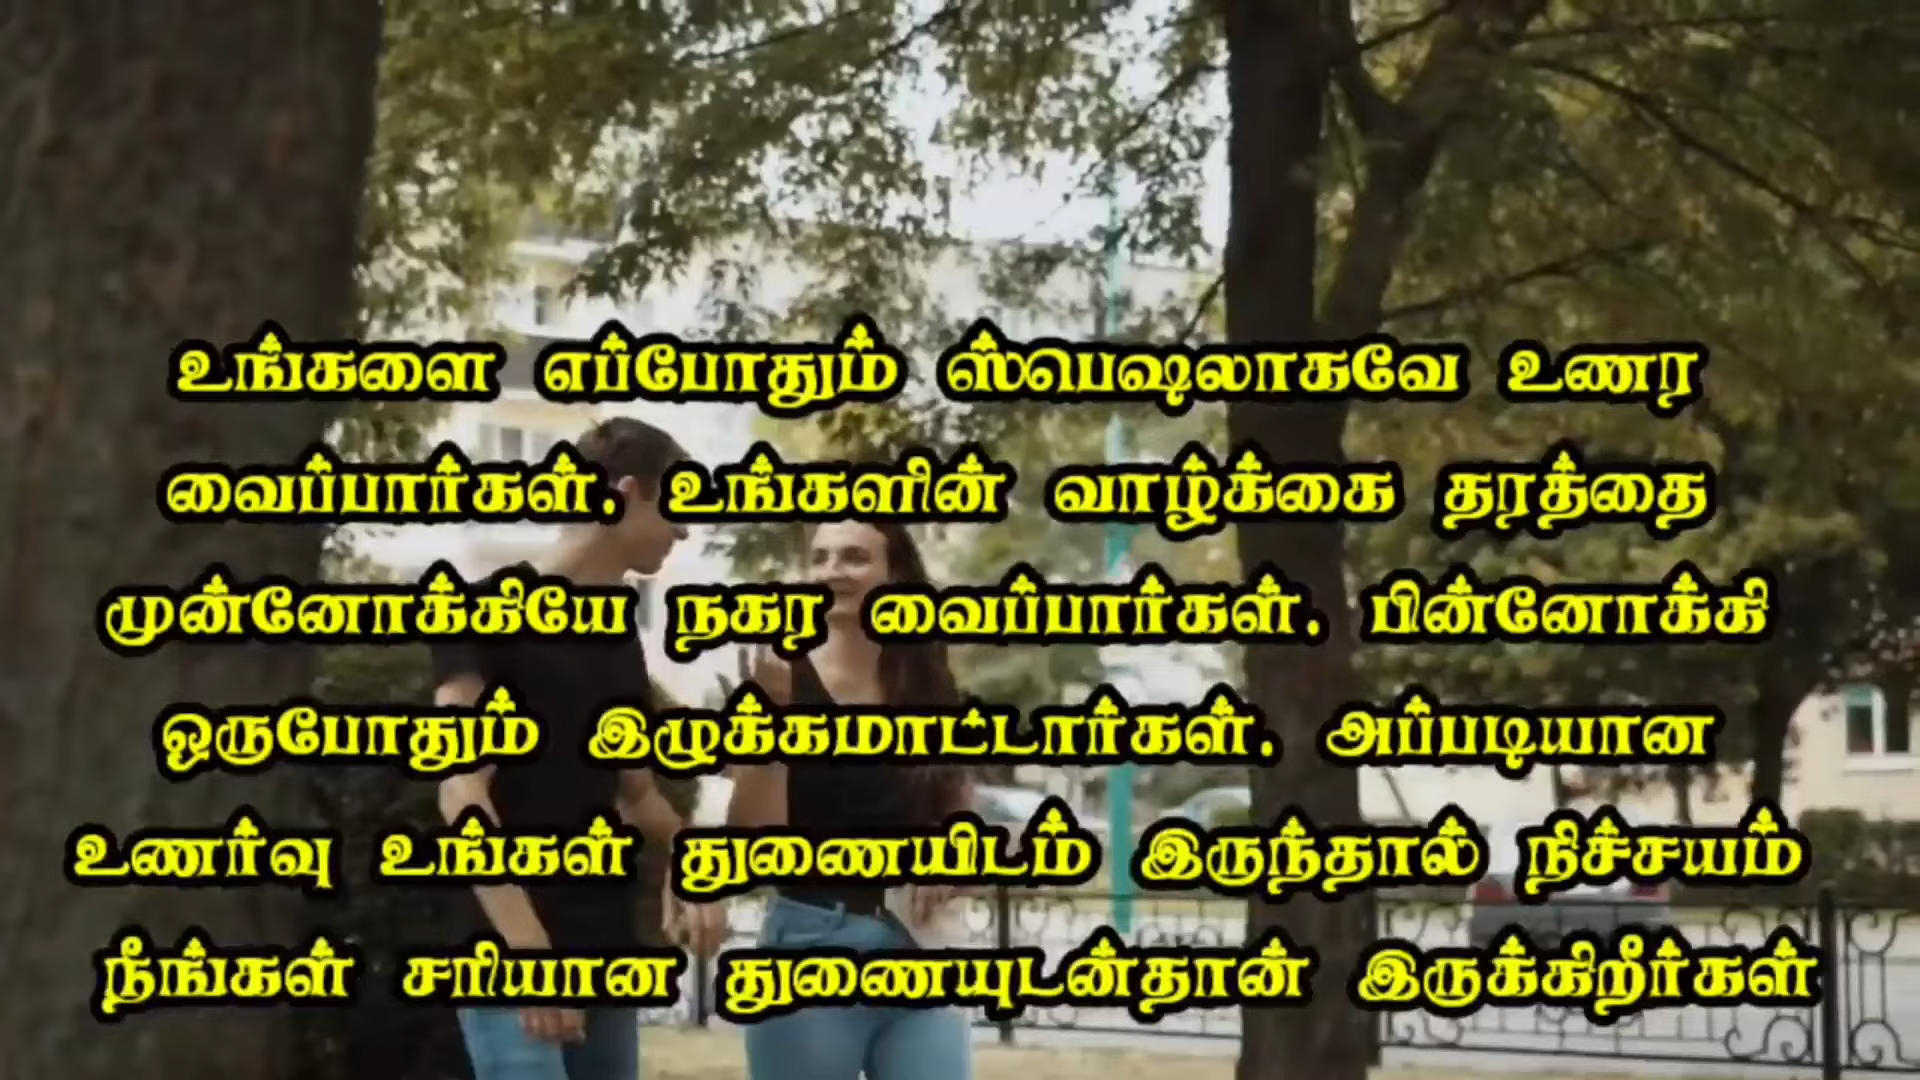 உங்களை எப்போதும் ஸ்பெஷலாகவே உணர
வைப்பார்கள். உங்களின் வாழ்க்கை தரத்தை
முன்னோக்கியே நகர வைப்பார்கள். பின்னோக்கி
ஒருபோதும் இழுக்கமாட்டார்கள். அப்படியான
உணர்வு உங்கள் துணையிடம் இருந்தால் நிச்சயம்
நீங்கள் சரியான துணையுடன்தான் இருக்கிறீர்கள்